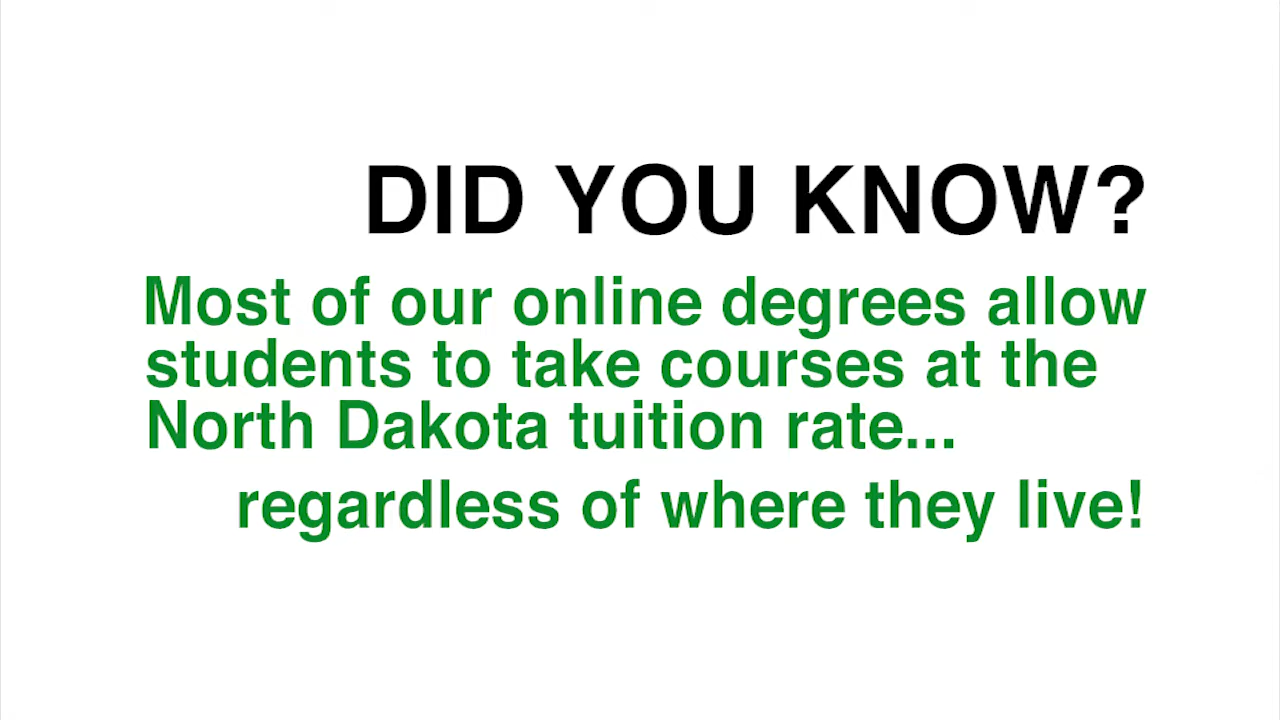 DID YOU KNOW?
Most of our online degrees allow
students to take courses at the
North Dakota tuition rate...
regardless of where they live!